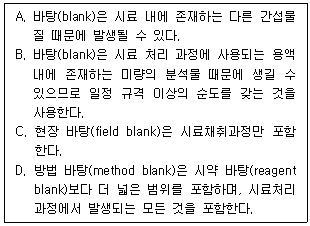 A. 바탕(blank)은 시료 내에 존재하는 다른 간섭물
질 때문에 발생될 수 있다.
B. 바탕(blank)은 시료 처리 과정에 사용되는 용액
내에 존재하는 미량의 분석물 때문에 생길 수
있으므로 일정 규격 이상의 순도를 갖는 것을
사용한다.
C. 현장 바탕(field blank)은 시료채취과정만 포함
한다.
D. 방법 바탕(method blank)은 시약 바탕(reagent
blank)보다 더 넓은 범위를 포함하며, 시료처리
과정에서 발생되는 모든 것을 포함한다.